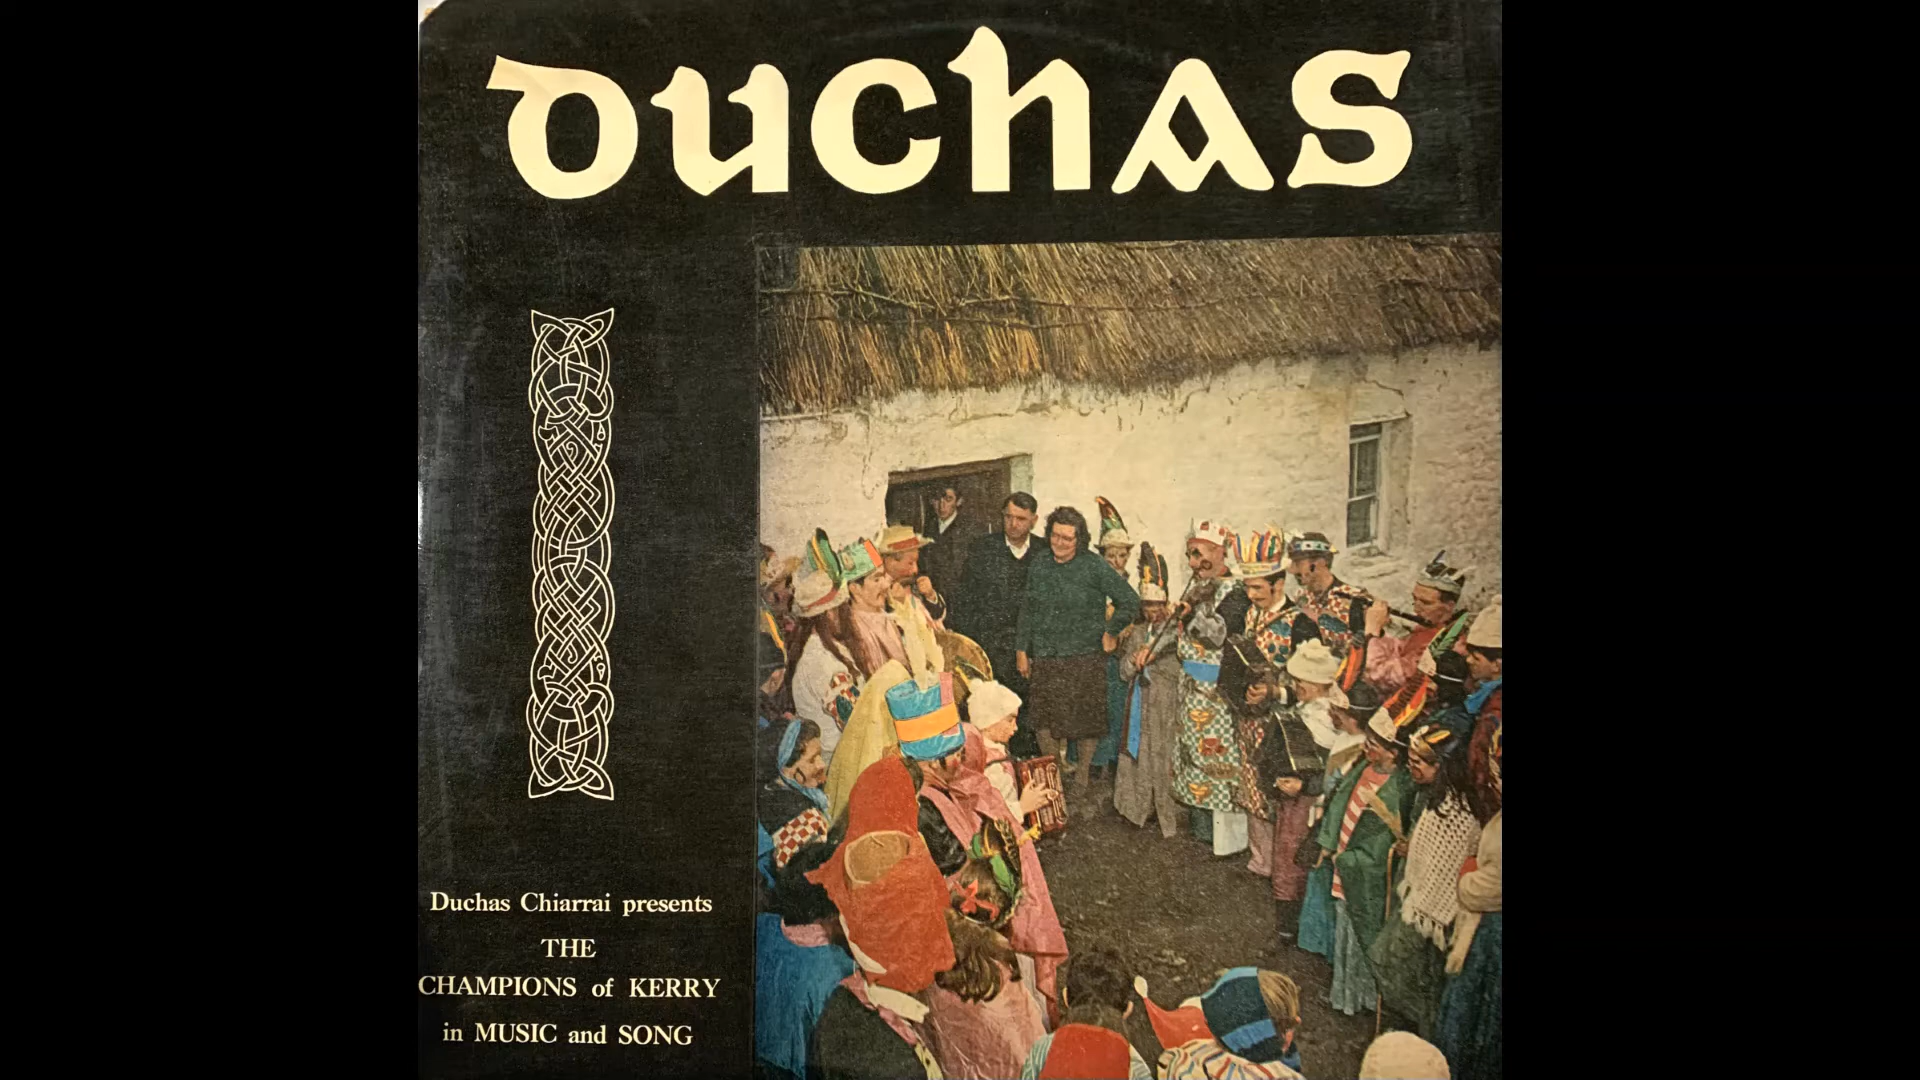 DUCHAS
Duchas Chiarrai presents
THE
CHAMPIONS of KERRY
in MUSIC and SONG